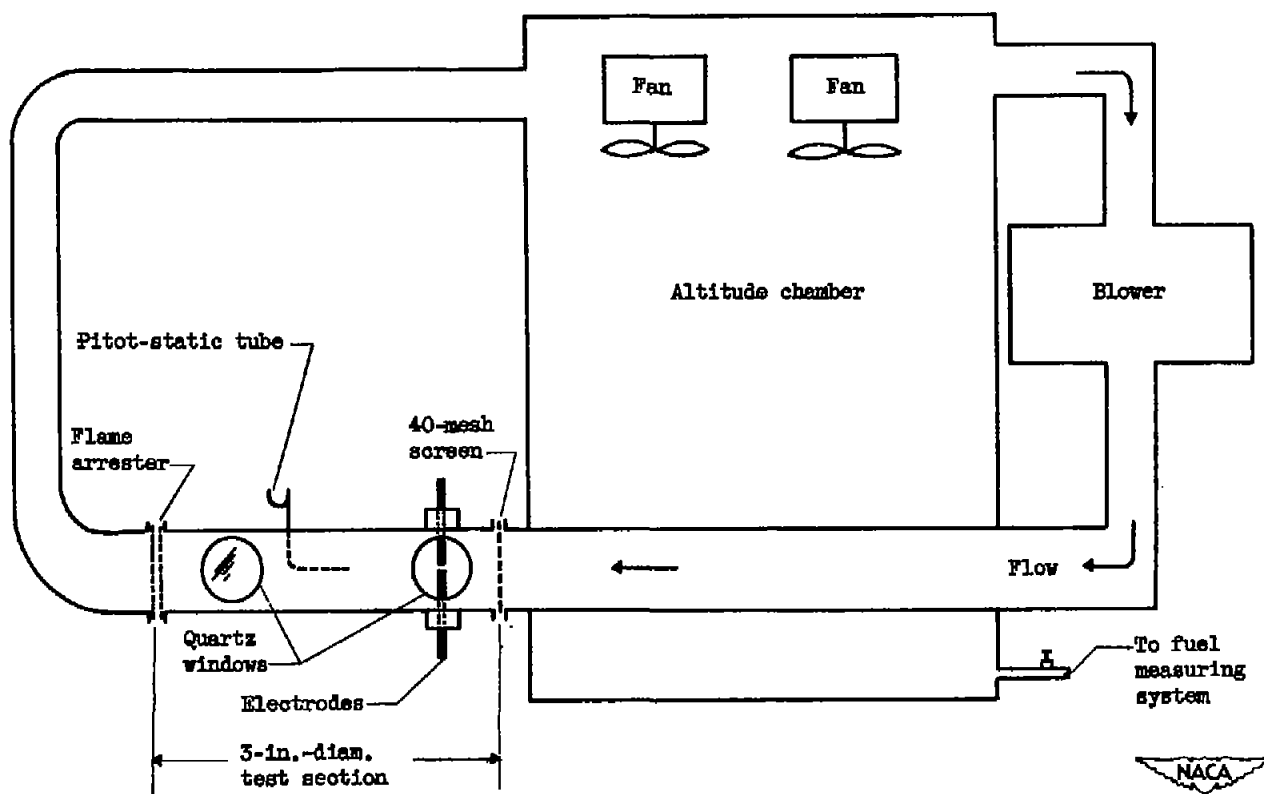 Fan
Fan
Altitude chamber
Blower
Pitot-static tube
40-mesh
screen
Flame
arrester
Flow
Quartz
windows
Electrodes
To fuel
measuring
system
3-in.-diam.
test section
NACA